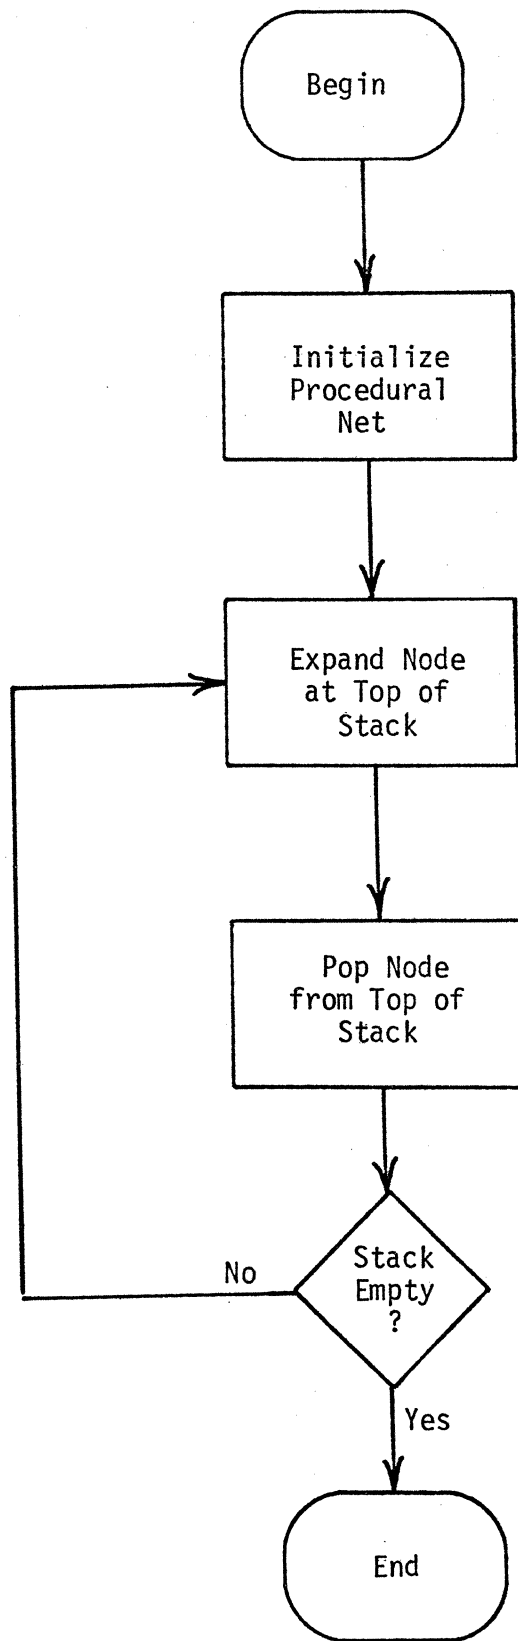 Begin
Initialize
Procedural
Net
Expand Node
at Top of
Stack
Pop Node
from Top of
Stack
Stack
Empty
?
No
Yes
End